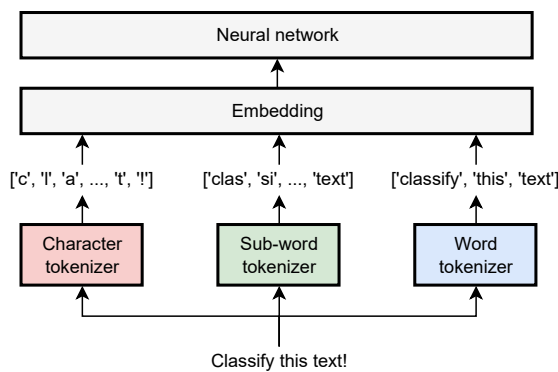 Neural network
Embedding
['c', 'l', 'a', ..., 't', '!']
['clas', 'si', ..., 'text']
['classify', 'this', 'text']
Character
tokenizer
Sub-word
tokenizer
Word
tokenizer
Classify this text!